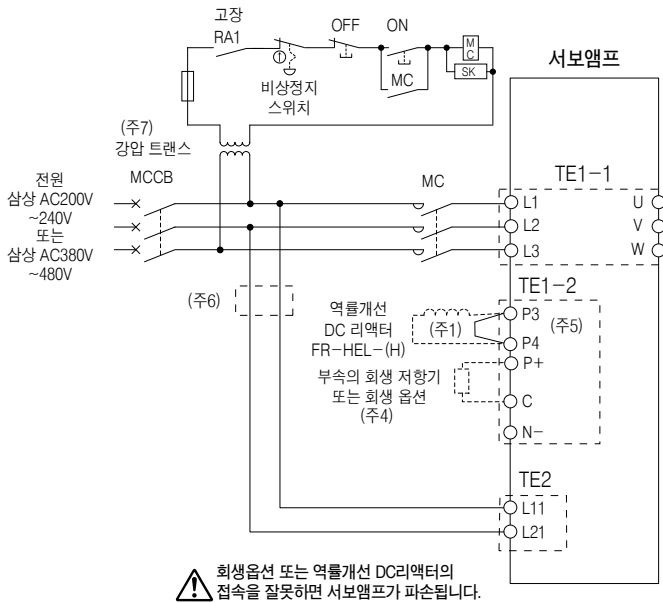 고장
RA1
OFF
ON
MC
SK
MC
①
비상정지
스위치
서보앰프
(주7)
강압 트랜스
전원
삼상 AC200V
~240V
또는
삼상 AC380V
~480V
MCCB
MC
TE1-1
L1
U
L2
V
L3
W
(주6)
TE1-2
역률개선
DC 리액터
FR-HEL-(H)
(주1)
P3
(주5)
P4
부속의 회생 저항기
또는 회생 옵션
(주4)
P+
C
N-
TE2
L11
L21
회생옵션 또는 역률개선 DC리액터의
접속을 잘못하면 서보앰프가 파손됩니다.